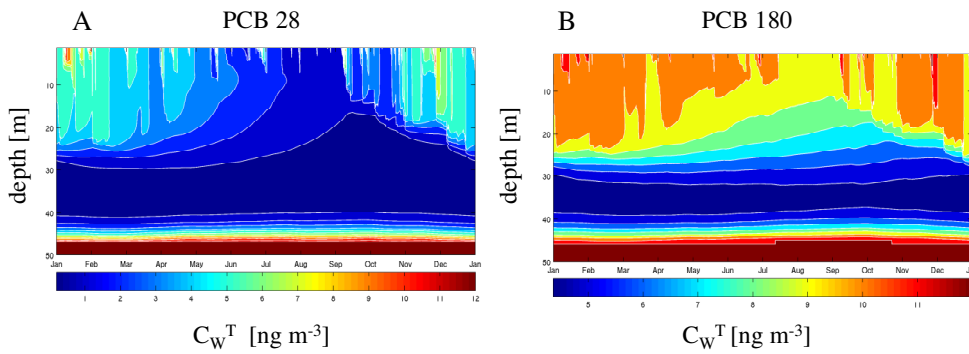 A PCB 28
B PCB 180
depth [m]
10
20
30
40
50
Jan Feb Mar Apr May Jun Jul Aug Sep Oct Nov Dec Jan
1 2 3 4 5 6 7 8 9 10 11 12
C_W^T [ng m-3]
depth [m]
10
20
30
40
50
Jan Feb Mar Apr May Jun Jul Aug Sep Oct Nov Dec J
5 6 7 8 9 10 11
C_W^T [ng m-3]